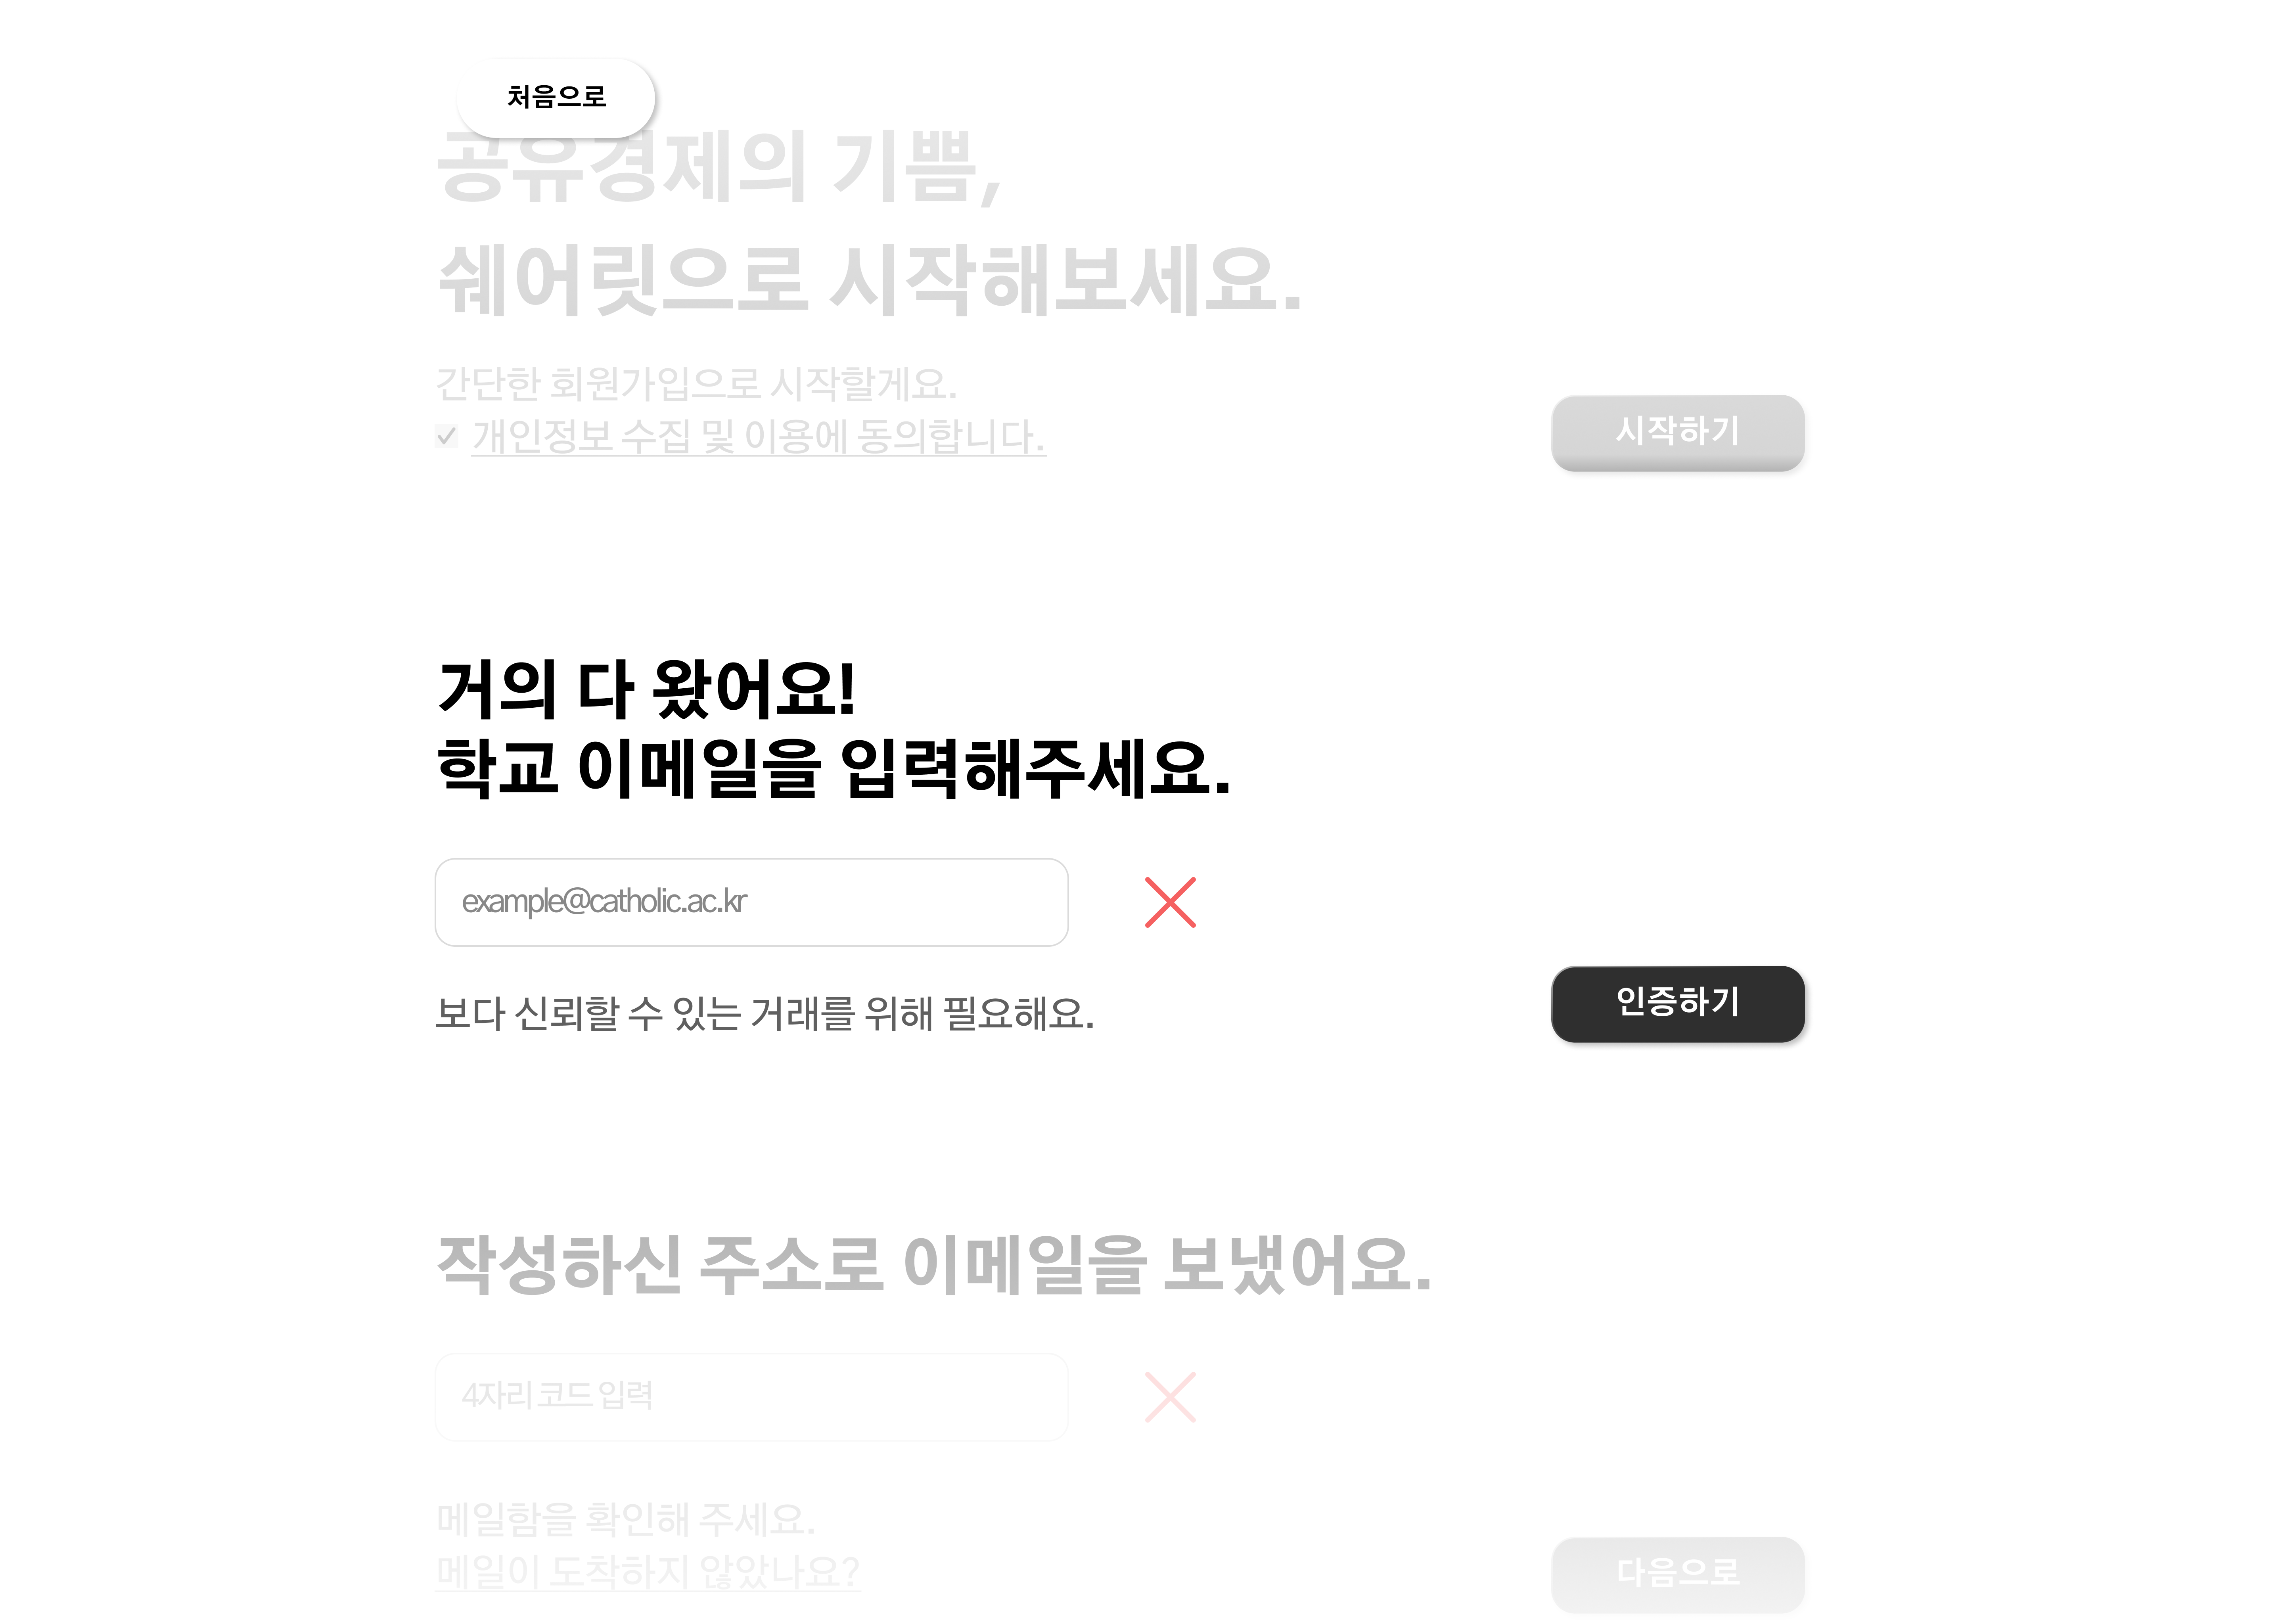 처음으로
공유경제의 기쁨,
쉐어릿으로 시작해보세요.
간단한 회원가입으로 시작할게요.
개인정보 수집 및 이용에 동의합니다.
시작하기
거의 다 왔어요!
학교 이메일을 입력해주세요.
example@catholic.ac.kr
보다 신뢰할 수 있는 거래를 위해 필요해요.
인증하기
작성하신 주소로 이메일을 보냈어요.
4자리 코드 입력
메일함을 확인해 주세요.
메일이 도착하지 않았나요?
다음으로